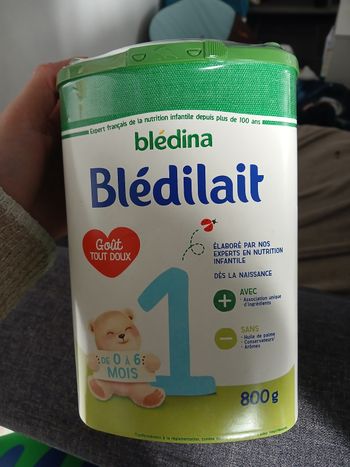 Expert français de la nutrition infantile depuis plus de 100 ans
blédina
Blédilait
Goût
TOUT DOUX
ÉLABORÉ PAR NOS
EXPERTS EN NUTRITION
INFANTILE
DÈS LA NAISSANCE
+ AVEC
• Association unique
d'ingrédients
- SANS
• Huile de palme
• Conservateurs*
• Arômes
1
DE 0 À 6
MOIS
800g